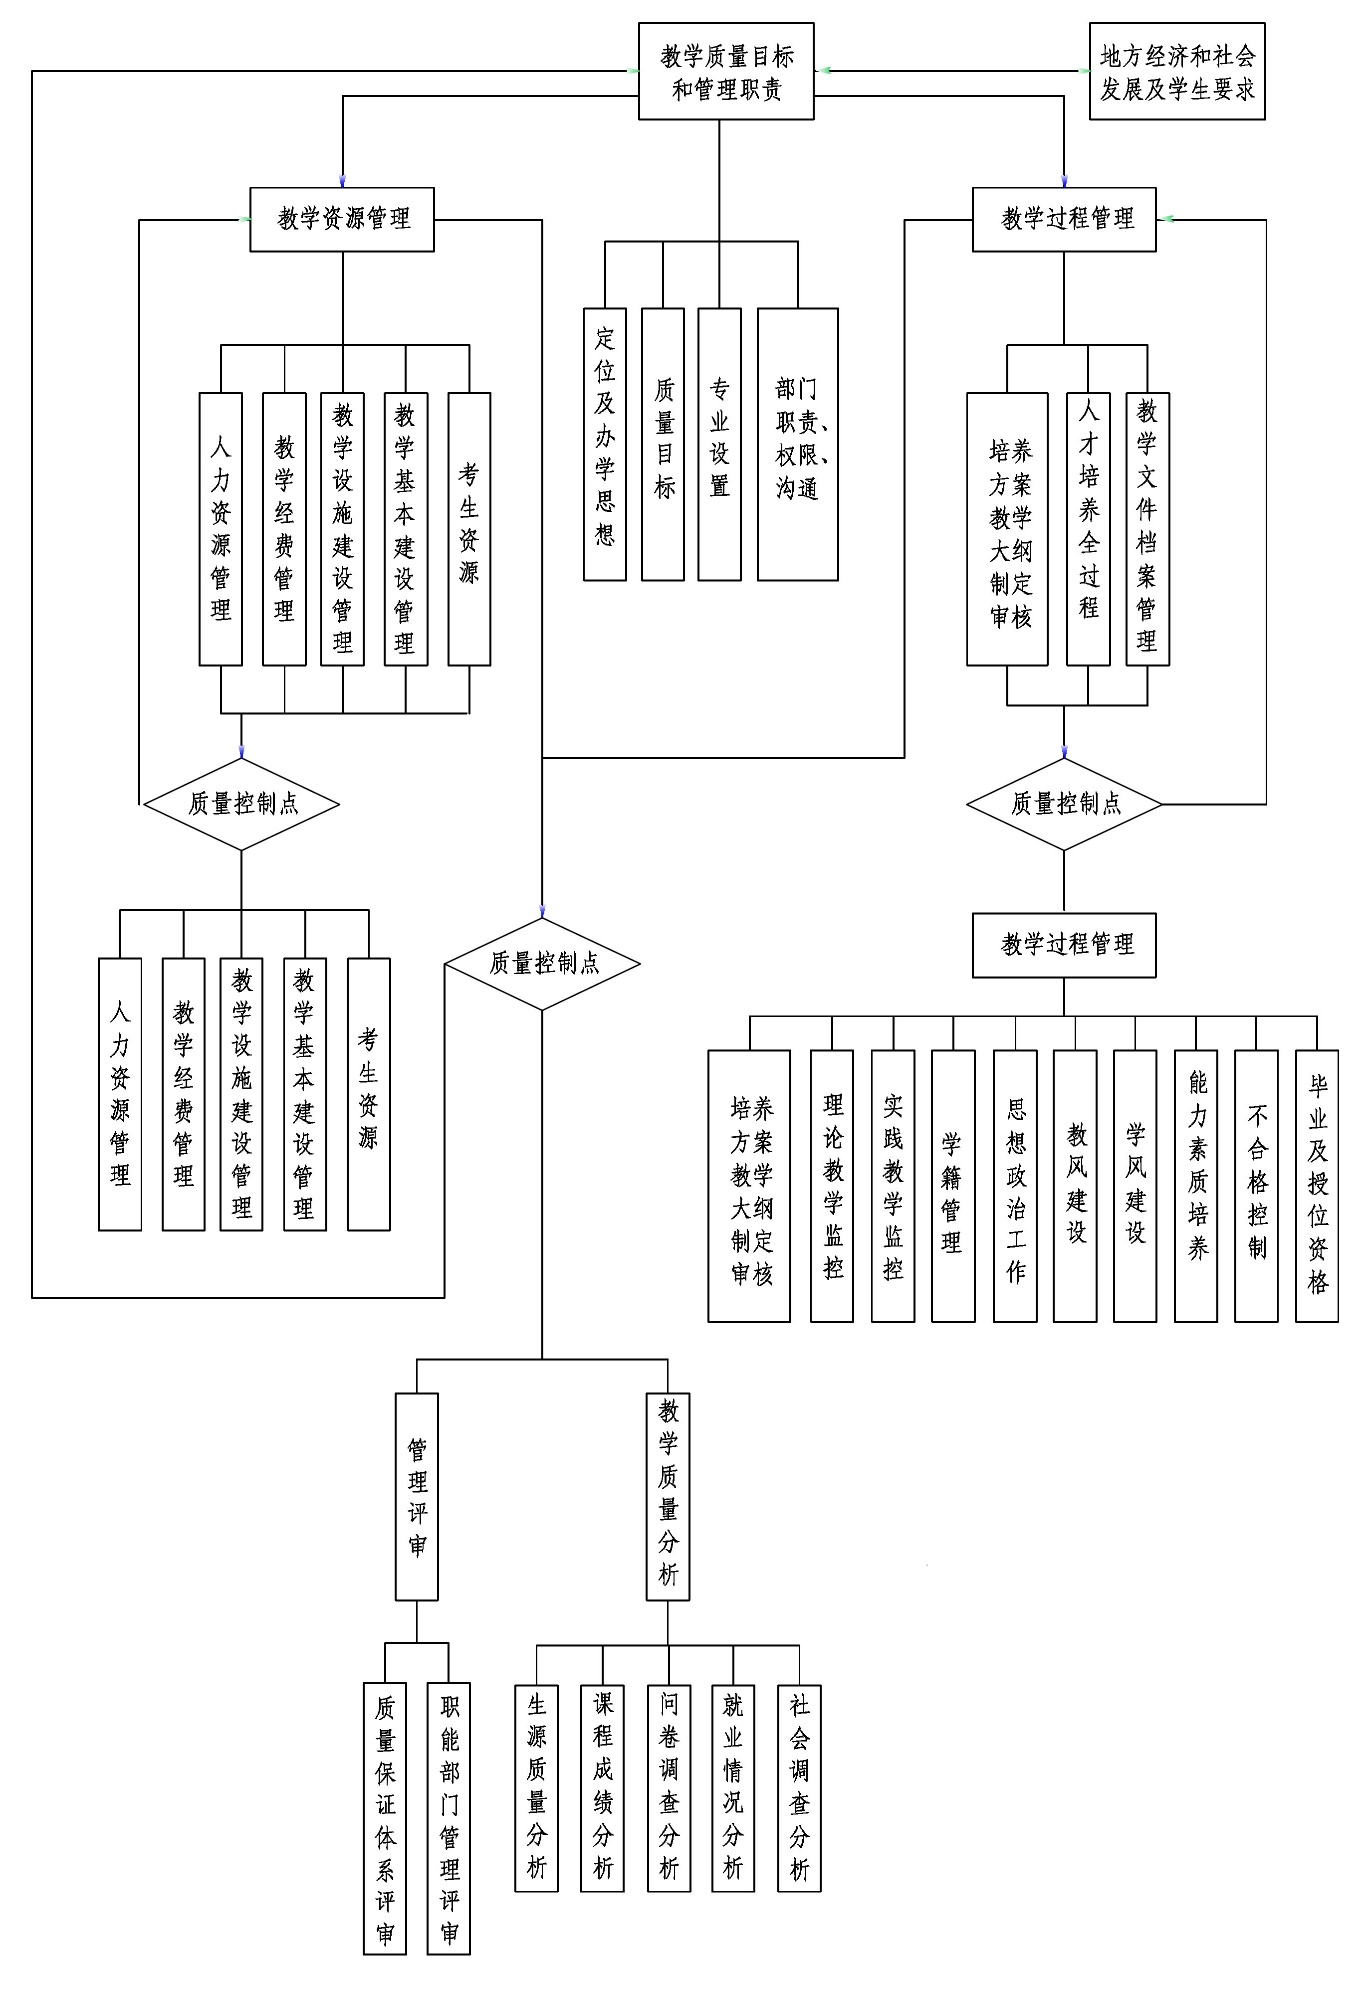 教学质量目标
和管理职责
地方经济和社会
发展及学生要求
教学资源管理
教学过程管理
定位及办学思想
质量目标
专业设置
部门
职责、
权限、
沟通
人力资源管理
教学经费管理
教学设施建设管理
教学基本建设管理
考生资源
培养
方案
教学
大纲
制定
审核
人才培养全过程
教学文件档案管理
质量控制点
质量控制点
质量控制点
教学过程管理
人力资源管理
教学经费管理
教学设施建设管理
教学基本建设管理
考生资源
培养
方案
教学
大纲
制定
审核
理论教学监控
实践教学监控
学籍管理
思想政治工作
教风建设
学风建设
能力素质培养
不合格控制
毕业及授位资格
管理评审
教学质量分析
质量保证体系评审
职能部门管理评审
生源质量分析
课程成绩分析
问卷调查分析
就业情况分析
社会调查分析